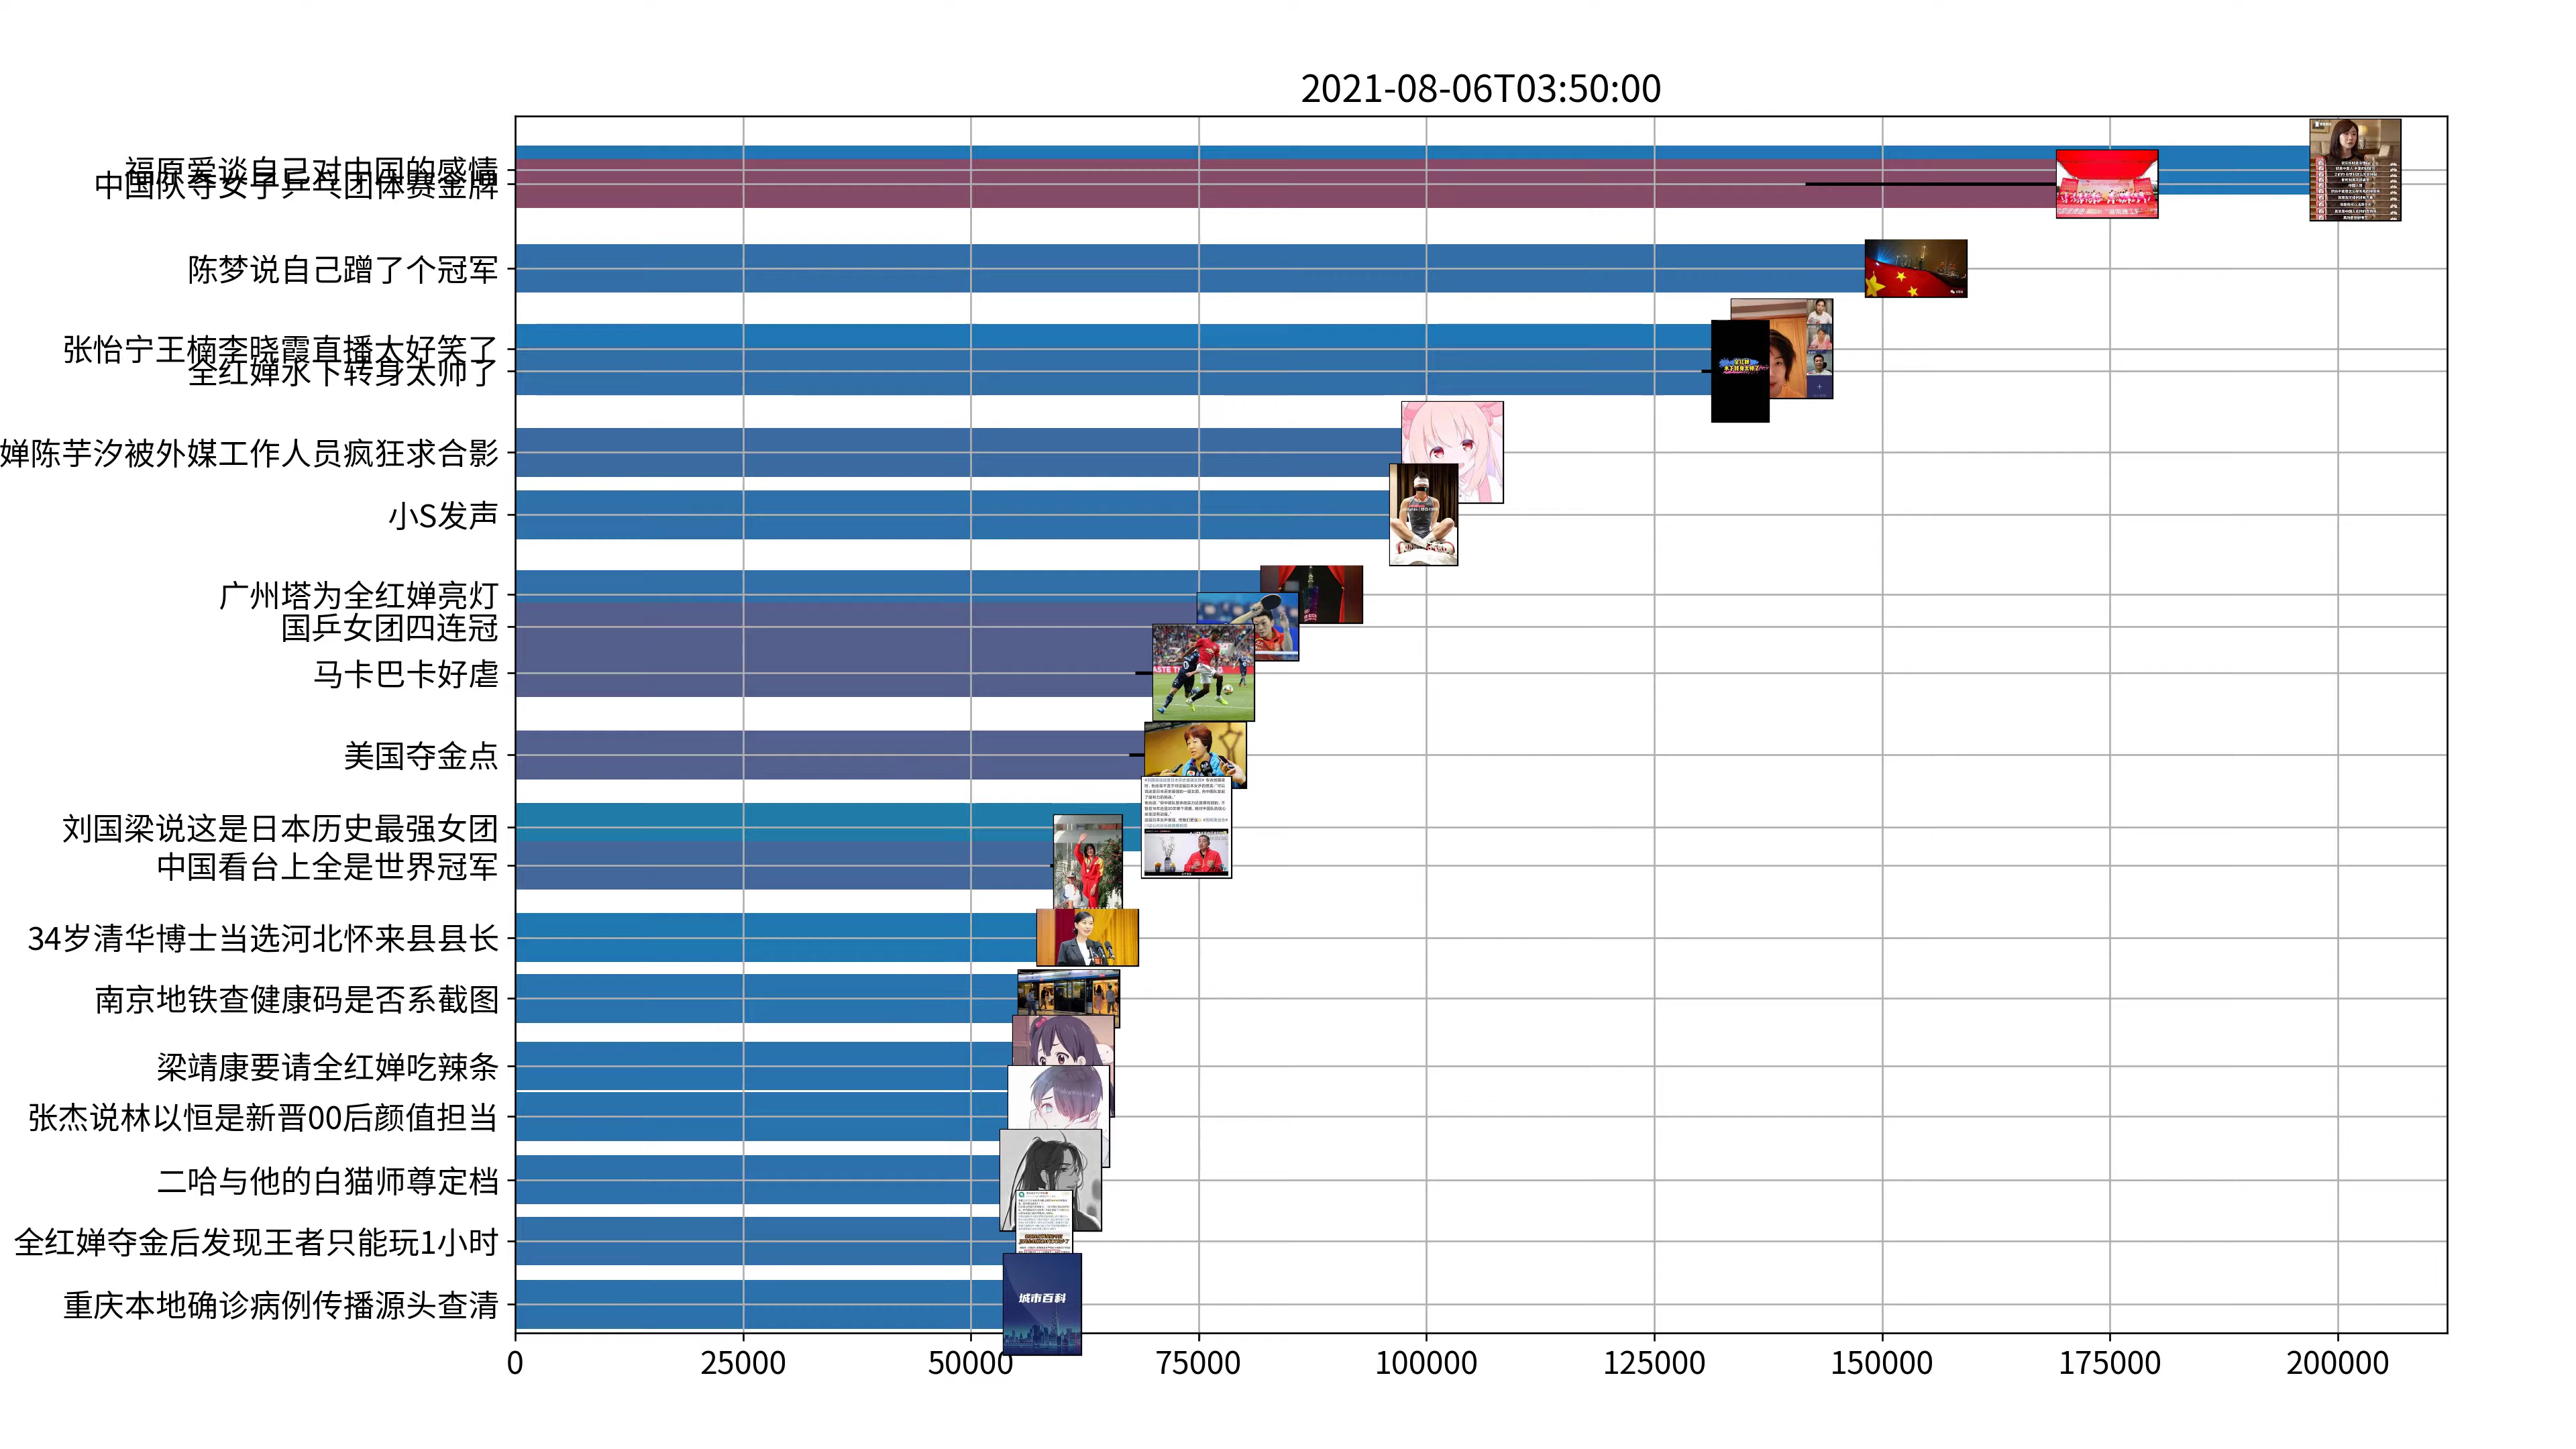 2021-08-06T03:50:00
福原爱谈自己对中国的感情
中国队夺女子乒乓团体赛金牌
陈梦说自己蹭了个冠军
张怡宁王楠李晓霞直播太好笑了
全红婵水下转身太帅了
婵陈芋汐被外媒工作人员疯狂求合影
小S发声
广州塔为全红婵亮灯
国乒女团四连冠
马卡巴卡好虐
美国夺金点
刘国梁说这是日本历史最强女团
中国看台上全是世界冠军
34岁清华博士当选河北怀来县县长
南京地铁查健康码是否系截图
梁靖康要请全红婵吃辣条
张杰说林以恒是新晋00后颜值担当
二哈与他的白猫师尊定档
全红婵夺金后发现王者只能玩1小时
重庆本地确诊病例传播源头查清
城市百科
0 25000 50000 75000 100000 125000 150000 175000 200000